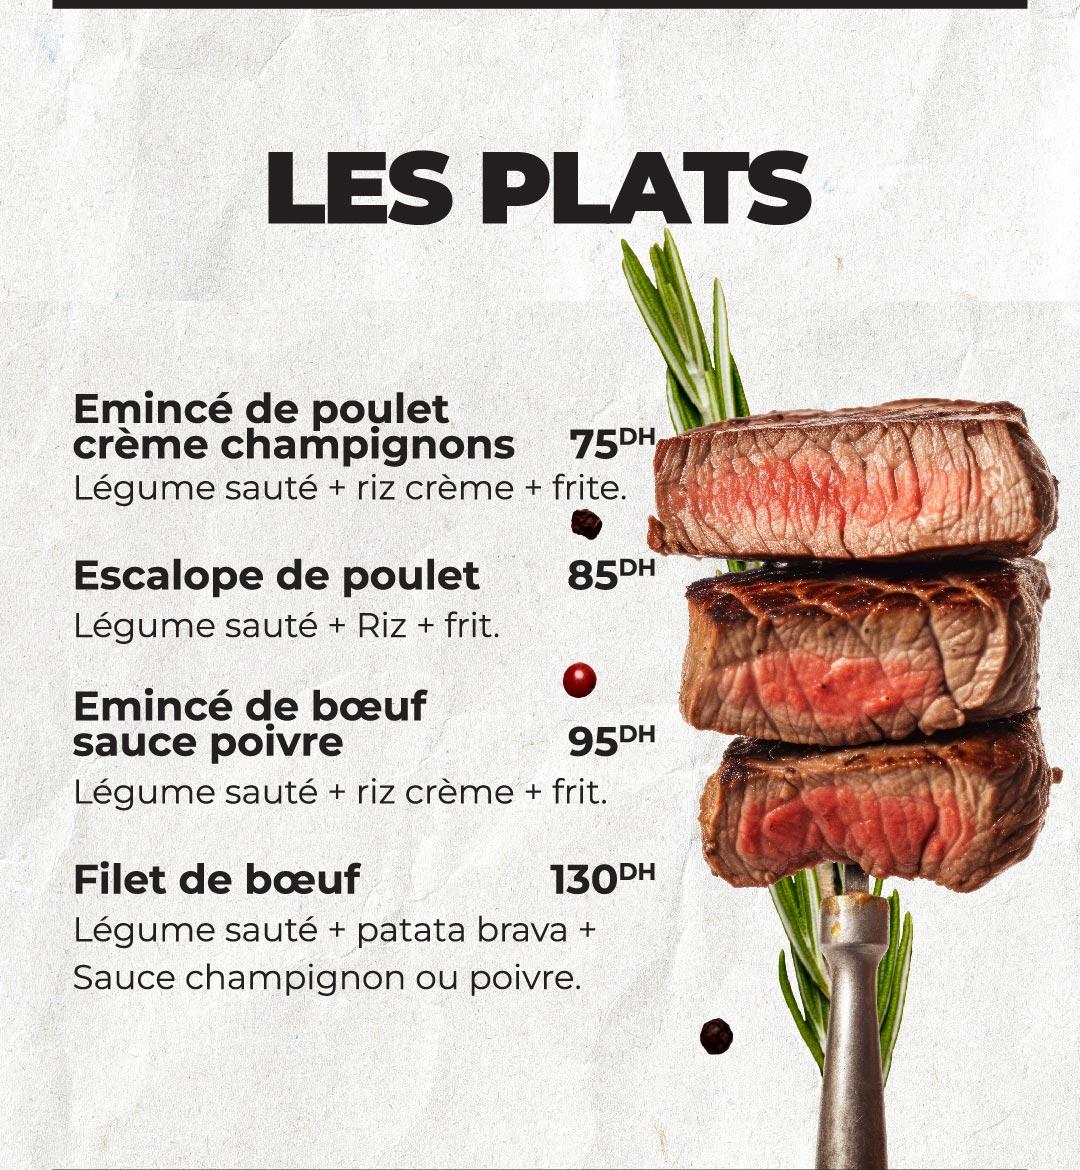 LES PLATS
Emincé de poulet
crème champignons 75DH
Légume sauté + riz crème + frite.
Escalope de poulet 85DH
Légume sauté + Riz + frit.
Emincé de bœuf
sauce poivre 95DH
Légume sauté + riz crème + frit.
Filet de bœuf 130DH
Légume sauté + patata brava +
Sauce champignon ou poivre.